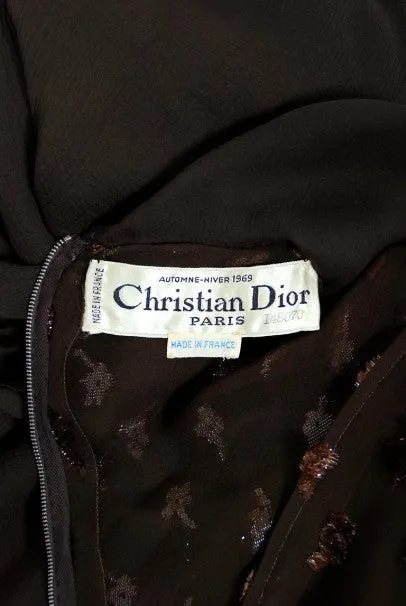 AUTOMNE-HIVER 1969
MADE IN FRANCE
Christian Dior
PARIS
MADE IN FRANCE